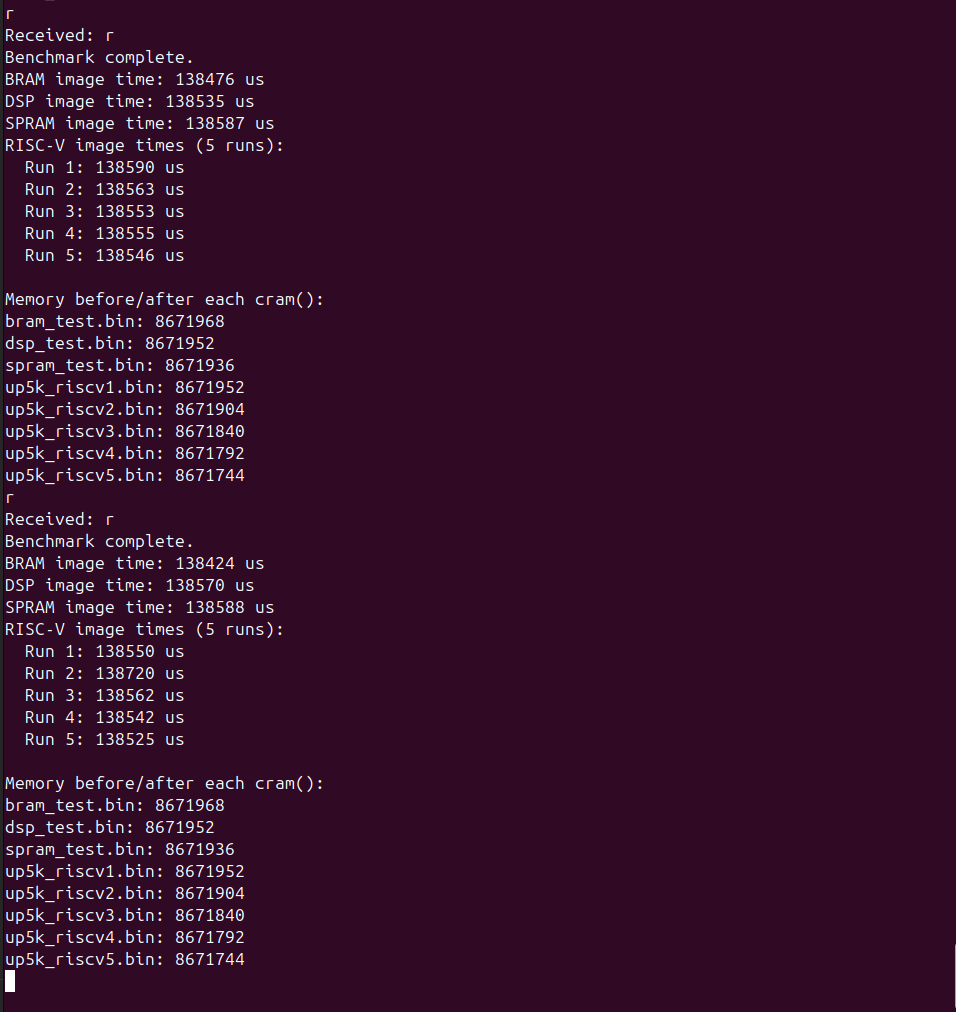 r
Received: r
Benchmark complete.
BRAM image time: 138476 us
DSP image time: 138535 us
SPRAM image time: 138587 us
RISC-V image times (5 runs):
  Run 1: 138590 us
  Run 2: 138563 us
  Run 3: 138553 us
  Run 4: 138555 us
  Run 5: 138546 us

Memory before/after each cram():
bram_test.bin: 8671968
dsp_test.bin: 8671952
spram_test.bin: 8671936
up5k_riscv1.bin: 8671952
up5k_riscv2.bin: 8671904
up5k_riscv3.bin: 8671840
up5k_riscv4.bin: 8671792
up5k_riscv5.bin: 8671744
r
Received: r
Benchmark complete.
BRAM image time: 138424 us
DSP image time: 138570 us
SPRAM image time: 138588 us
RISC-V image times (5 runs):
  Run 1: 138550 us
  Run 2: 138720 us
  Run 3: 138562 us
  Run 4: 138542 us
  Run 5: 138525 us

Memory before/after each cram():
bram_test.bin: 8671968
dsp_test.bin: 8671952
spram_test.bin: 8671936
up5k_riscv1.bin: 8671952
up5k_riscv2.bin: 8671904
up5k_riscv3.bin: 8671840
up5k_riscv4.bin: 8671792
up5k_riscv5.bin: 8671744